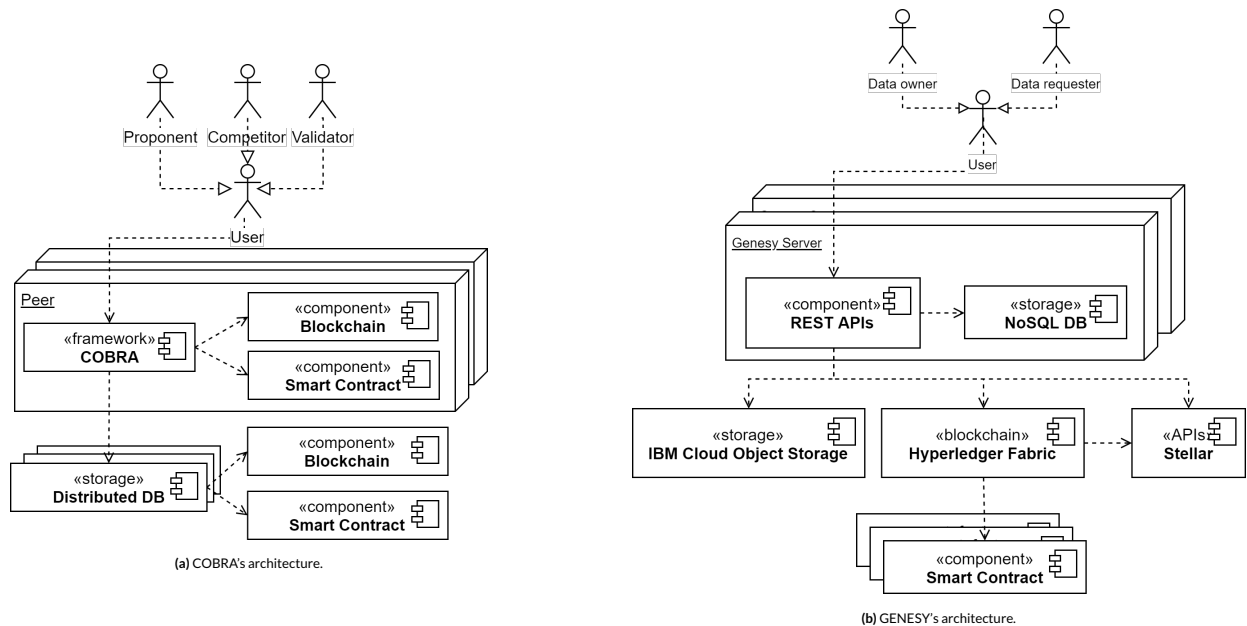 Proponent
Competitor
Validator
User
Peer
«framework»
COBRA
«component»
Blockchain
«component»
Smart Contract
«storage»
Distributed DB
«component»
Blockchain
«component»
Smart Contract
(a) COBRA's architecture.
Data owner
Data requester
User
Genesy Server
«component»
REST APIs
«storage»
NoSQL DB
«storage»
IBM Cloud Object Storage
«blockchain»
Hyperledger Fabric
«APIs»
Stellar
«component»
Smart Contract
(b) GENESY's architecture.